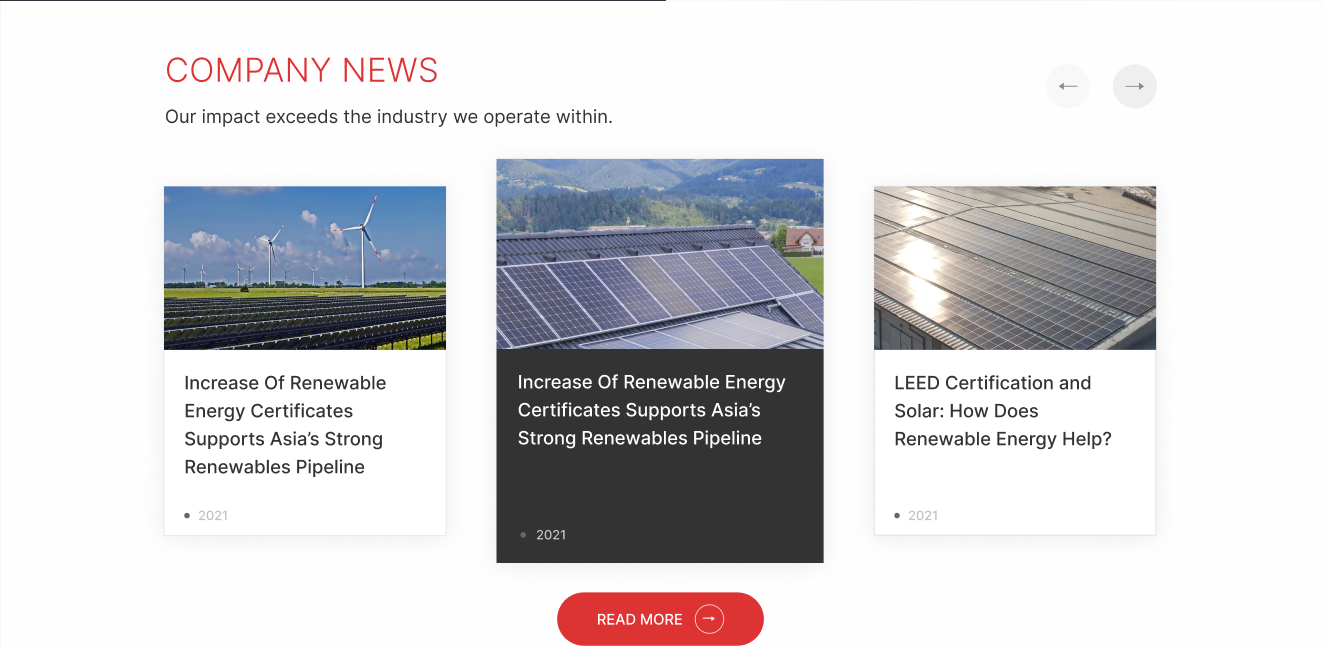 COMPANY NEWS
Our impact exceeds the industry we operate within.
Increase Of Renewable
Energy Certificates
Supports Asia’s Strong
Renewables Pipeline
2021
Increase Of Renewable Energy
Certificates Supports Asia’s
Strong Renewables Pipeline
2021
LEED Certification and
Solar: How Does
Renewable Energy Help?
2021
READ MORE